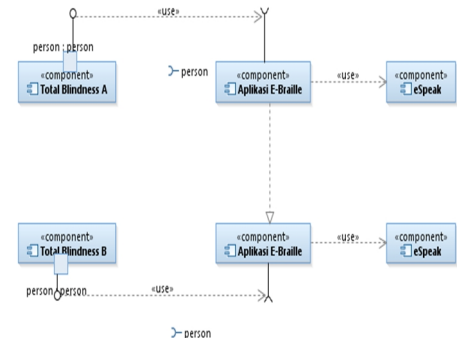 «use»
person : person
«component»
Total Blindness A
person
«component»
Aplikasi E-Braille
«use»
«component»
eSpeak
«component»
Total Blindness B
«component»
Aplikasi E-Braille
«use»
«component»
eSpeak
person : person
«use»
person